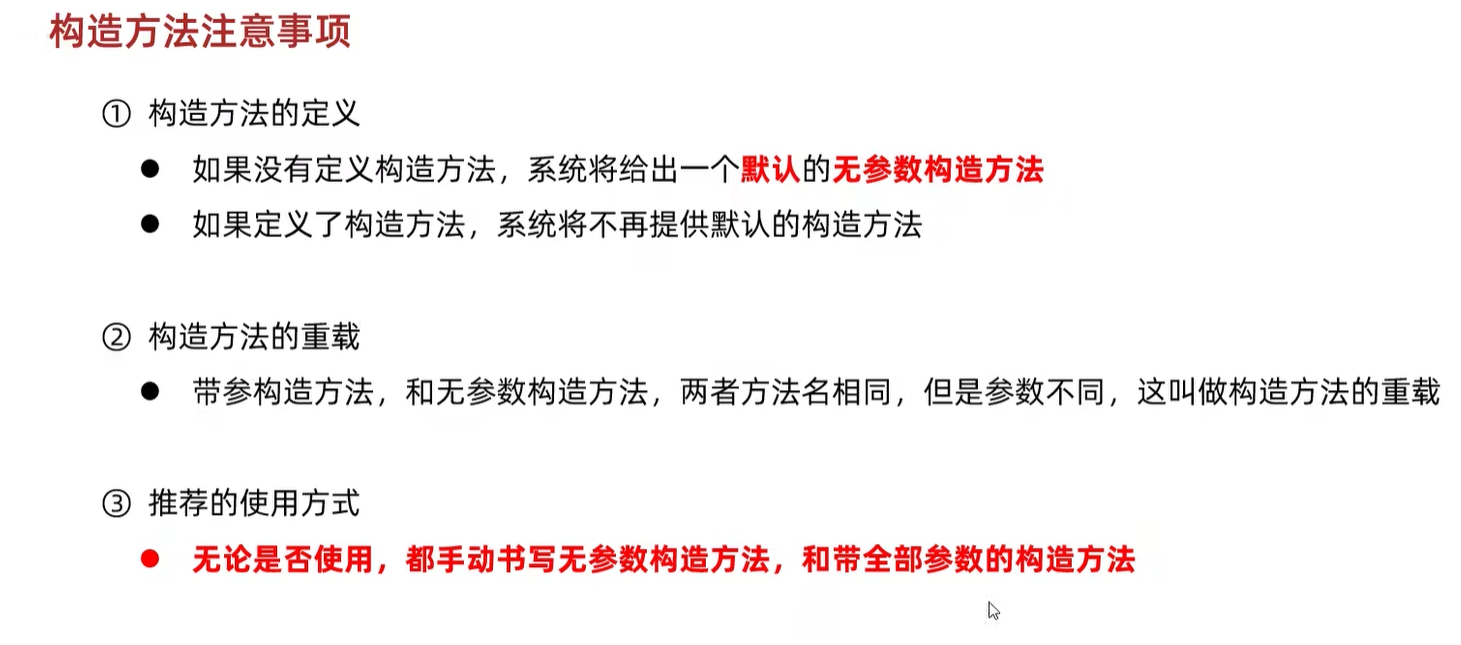 构造方法注意事项
① 构造方法的定义
● 如果没有定义构造方法，系统将给出一个默认的无参数构造方法
● 如果定义了构造方法，系统将不再提供默认的构造方法
② 构造方法的重载
● 带参构造方法，和无参数构造方法，两者方法名相同，但是参数不同，这叫做构造方法的重载
③ 推荐的使用方式
● 无论是否使用，都手动书写无参数构造方法，和带全部参数的构造方法